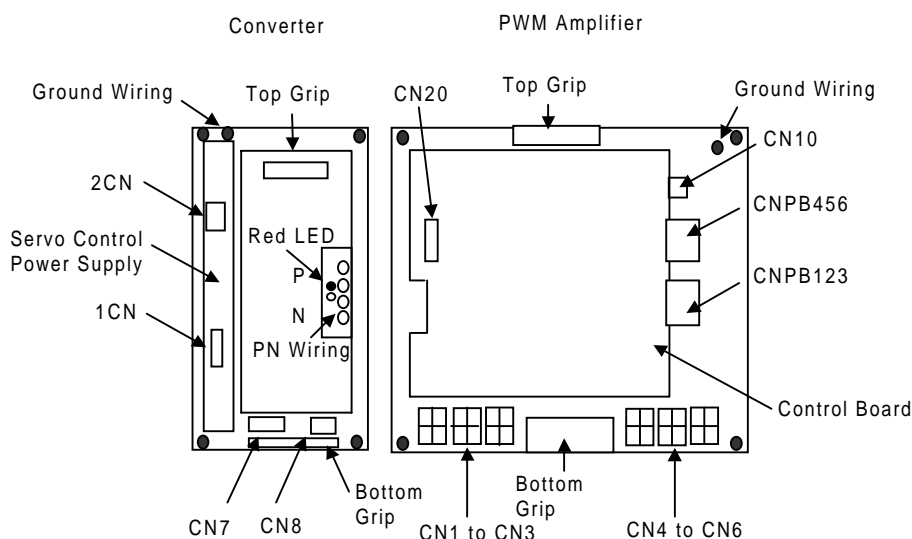 Converter
PWM Amplifier
Ground Wiring
Top Grip
CN20
Top Grip
Ground Wiring
CN10
2CN
CNPB456
Servo Control
Power Supply
Red LED
P
CNPB123
1CN
N
PN Wiring
Control Board
Bottom
Grip
Bottom
Grip
CN7
CN8
CN1 to CN3
CN4 to CN6